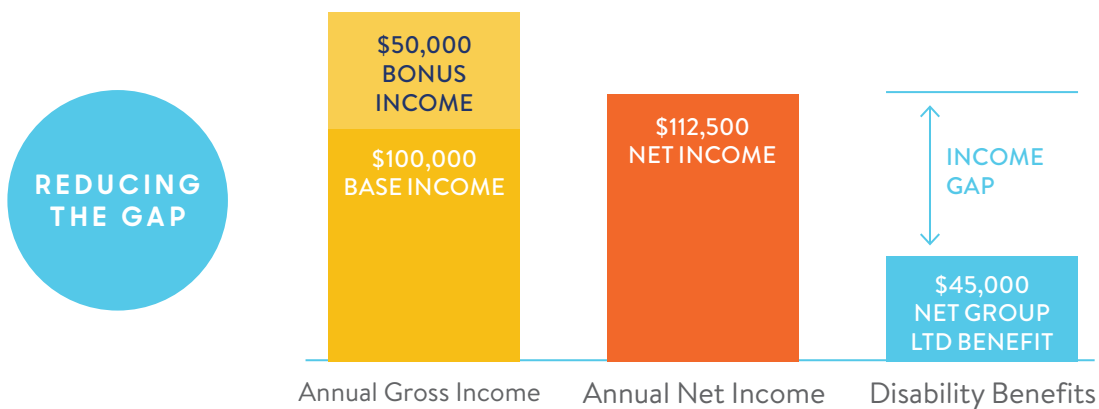 REDUCING
THE GAP
$50,000
BONUS
INCOME
$100,000
BASE INCOME
$112,500
NET INCOME
INCOME
GAP
$45,000
NET GROUP
LTD BENEFIT
Annual Gross Income
Annual Net Income
Disability Benefits